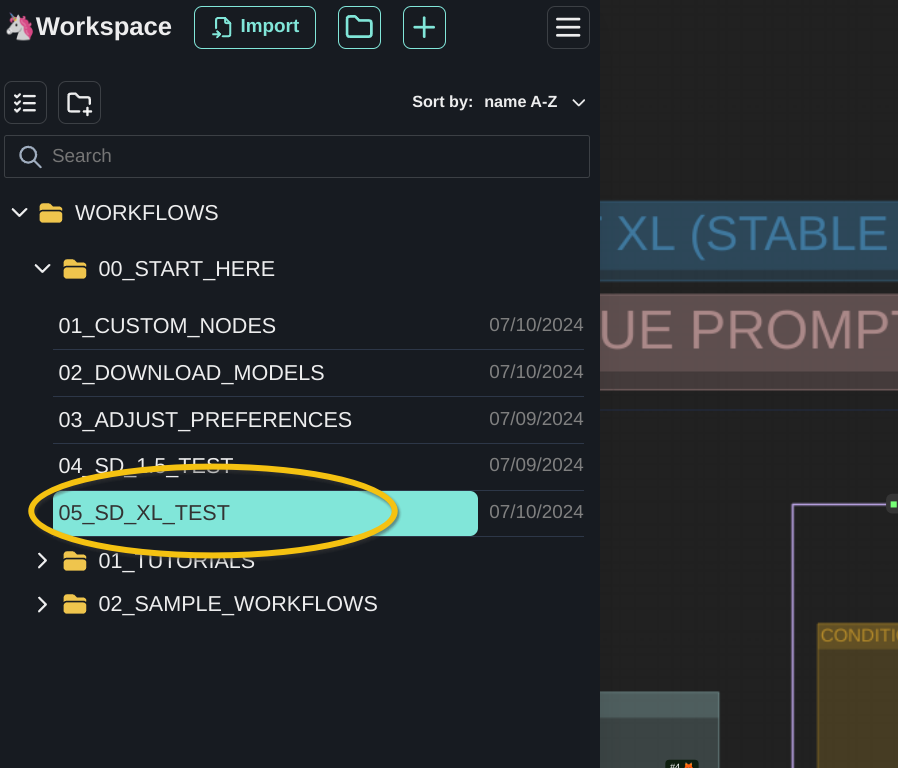 Workspace Import
Sort by: name A-Z
Search
WORKFLOWS
XL (STABLE
00_START_HERE
01_CUSTOM_NODES 07/10/2024
UE PROMPT
02_DOWNLOAD_MODELS 07/10/2024
03_ADJUST_PREFERENCES 07/09/2024
04_SD_1.5_TEST 07/09/2024
05_SD_XL_TEST 07/10/2024
01_TUTORIALS
02_SAMPLE_WORKFLOWS
CONDITI
#4